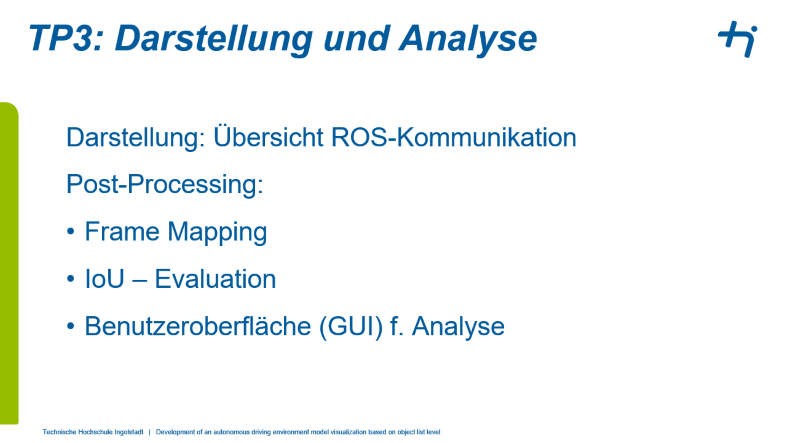 TP3: Darstellung und Analyse
Darstellung: Übersicht ROS-Kommunikation
Post-Processing:
• Frame Mapping
• IoU – Evaluation
• Benutzeroberfläche (GUI) f. Analyse
Technische Hochschule Ingolstadt | Development of an autonomous driving environment model visualization based on object list level